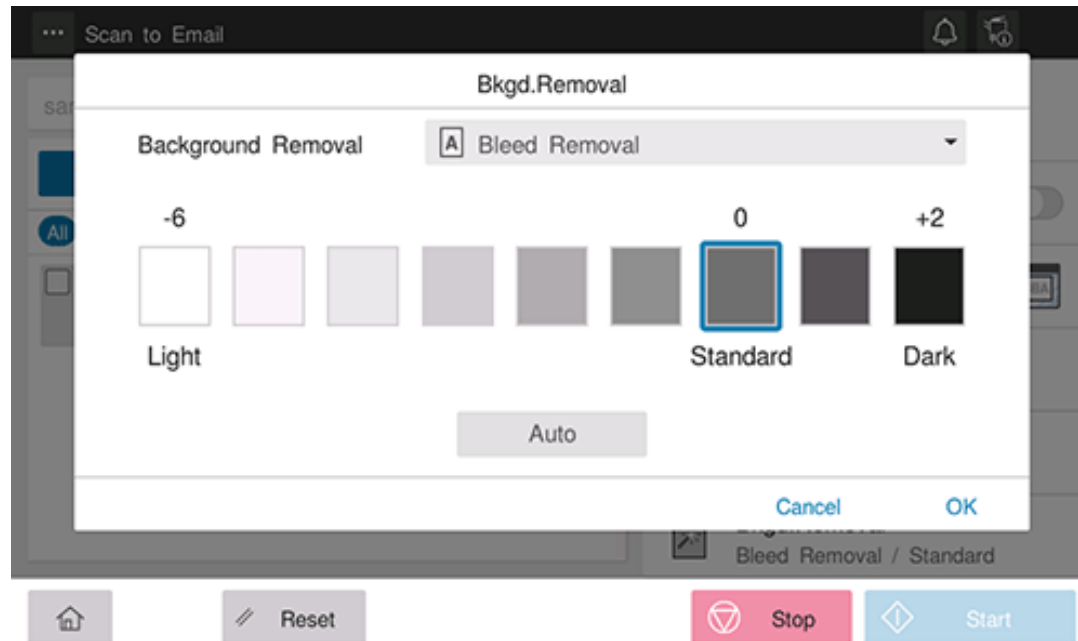 Scan to Email
Bkgd.Removal
Background Removal
A Bleed Removal
-6 0 +2
Light Standard Dark
Auto
Cancel OK
All
Bleed Removal / Standard
Reset Stop Start